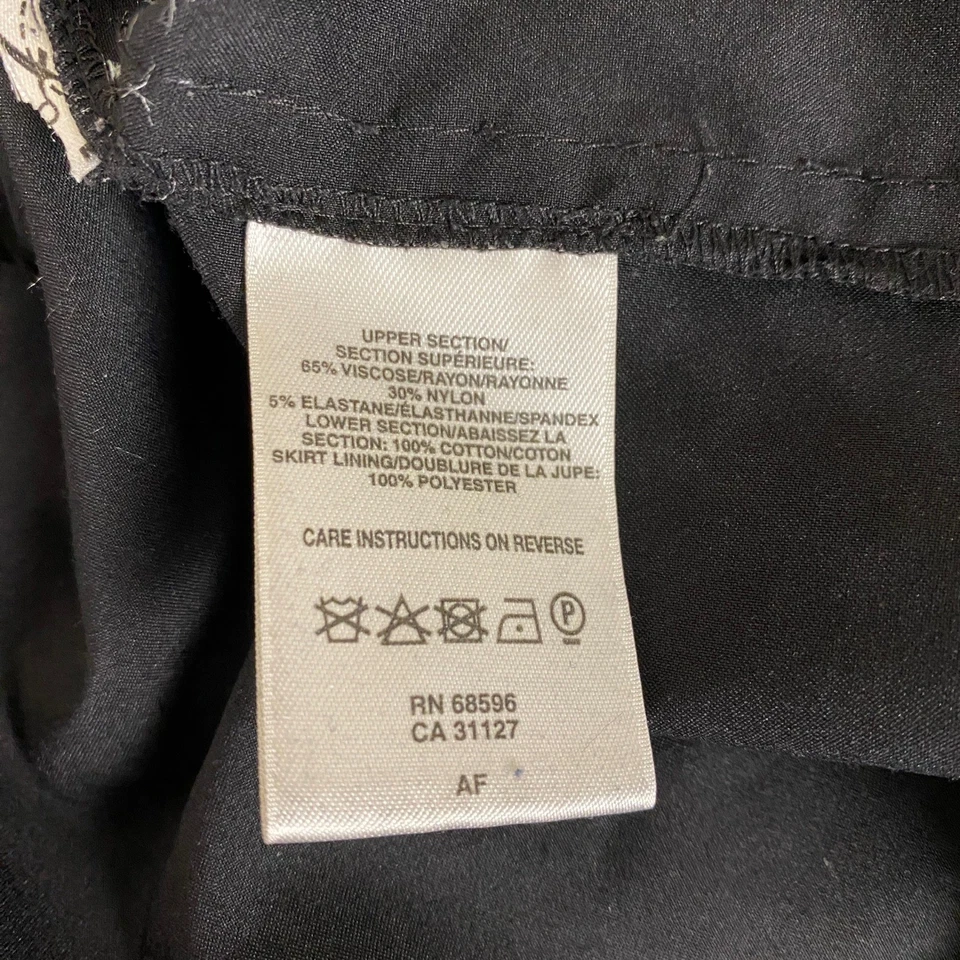 UPPER SECTION/
SECTION SUPÉRIEURE:
65% VISCOSE/RAYON/RAYONNE
30% NYLON
5% ELASTANE/ÉLASTHANNE/SPANDEX
LOWER SECTION/ABAISSEZ LA
SECTION: 100% COTTON/COTON
SKIRT LINING/DOUBLURE DE LA JUPE:
100% POLYESTER
CARE INSTRUCTIONS ON REVERSE
P
RN 68596
CA 31127
AF